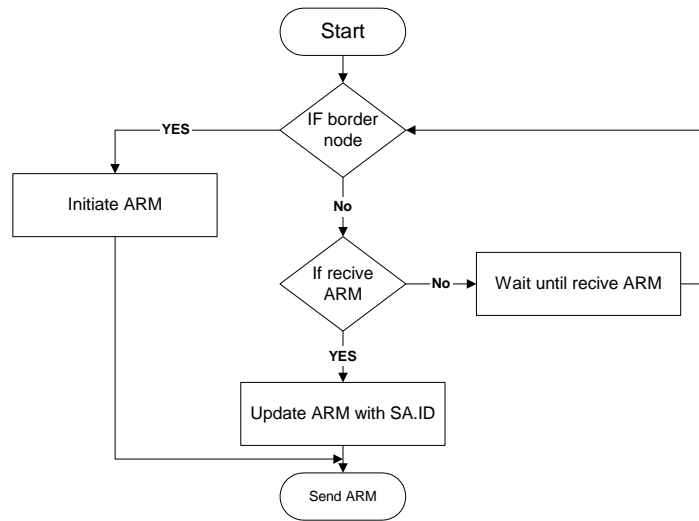 Start
IF border
node
YES
Initiate ARM
No
If recive
ARM
No
Wait until recive ARM
YES
Update ARM with SA.ID
Send ARM